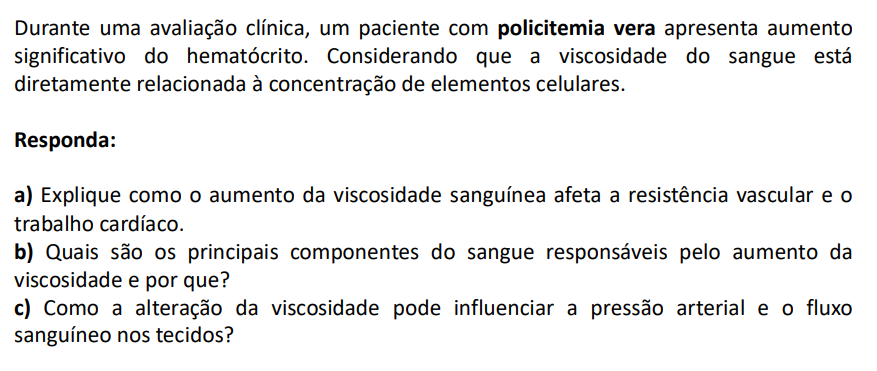 Durante uma avaliação clínica, um paciente com policitemia vera apresenta aumento
significativo do hematócrito. Considerando que a viscosidade do sangue está
diretamente relacionada à concentração de elementos celulares.
Responda:
a) Explique como o aumento da viscosidade sanguínea afeta a resistência vascular e o
trabalho cardíaco.
b) Quais são os principais componentes do sangue responsáveis pelo aumento da
viscosidade e por que?
c) Como a alteração da viscosidade pode influenciar a pressão arterial e o fluxo
sanguíneo nos tecidos?